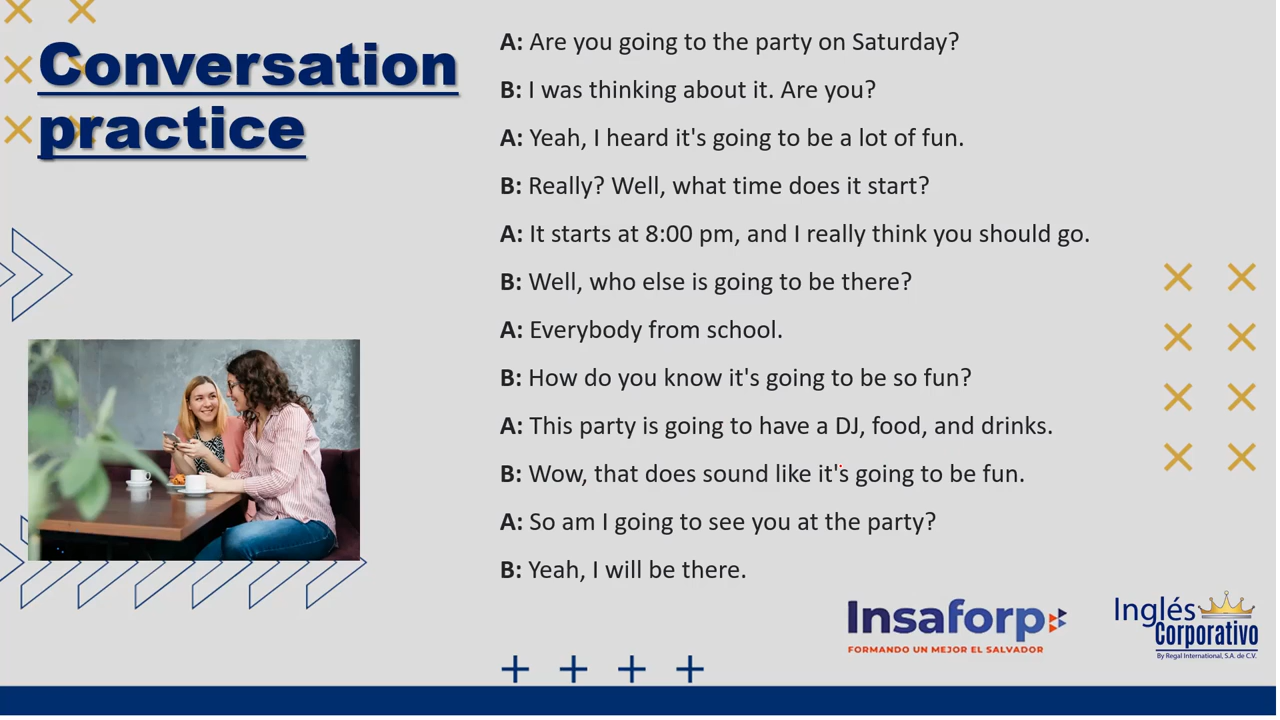 Conversation
practice
A: Are you going to the party on Saturday?
B: I was thinking about it. Are you?
A: Yeah, I heard it's going to be a lot of fun.
B: Really? Well, what time does it start?
A: It starts at 8:00 pm, and I really think you should go.
B: Well, who else is going to be there?
A: Everybody from school.
B: How do you know it's going to be so fun?
A: This party is going to have a DJ, food, and drinks.
B: Wow, that does sound like it's going to be fun.
A: So am I going to see you at the party?
B: Yeah, I will be there.
Insaforp
FORMANDO UN MEJOR EL SALVADOR
Inglés
Corporativo
By Regal International, S.A. de C.V.